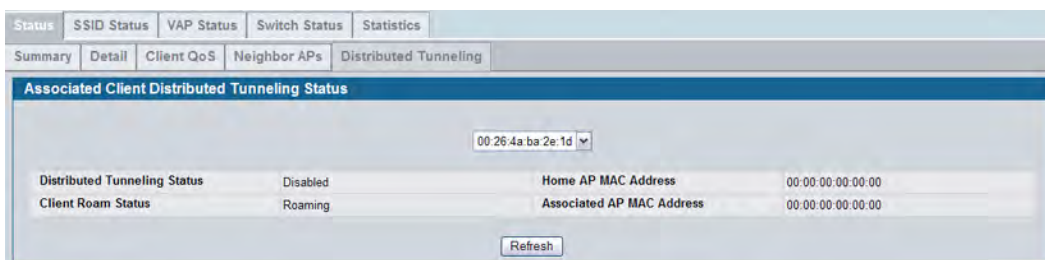 Status SSID Status VAP Status Switch Status Statistics
Summary Detail Client QoS Neighbor APs Distributed Tunneling
Associated Client Distributed Tunneling Status
00:26:4a:ba:2e:1d
Distributed Tunneling Status Disabled Home AP MAC Address 00:00:00:00:00:00
Client Roam Status Roaming Associated AP MAC Address 00:00:00:00:00:00
Refresh